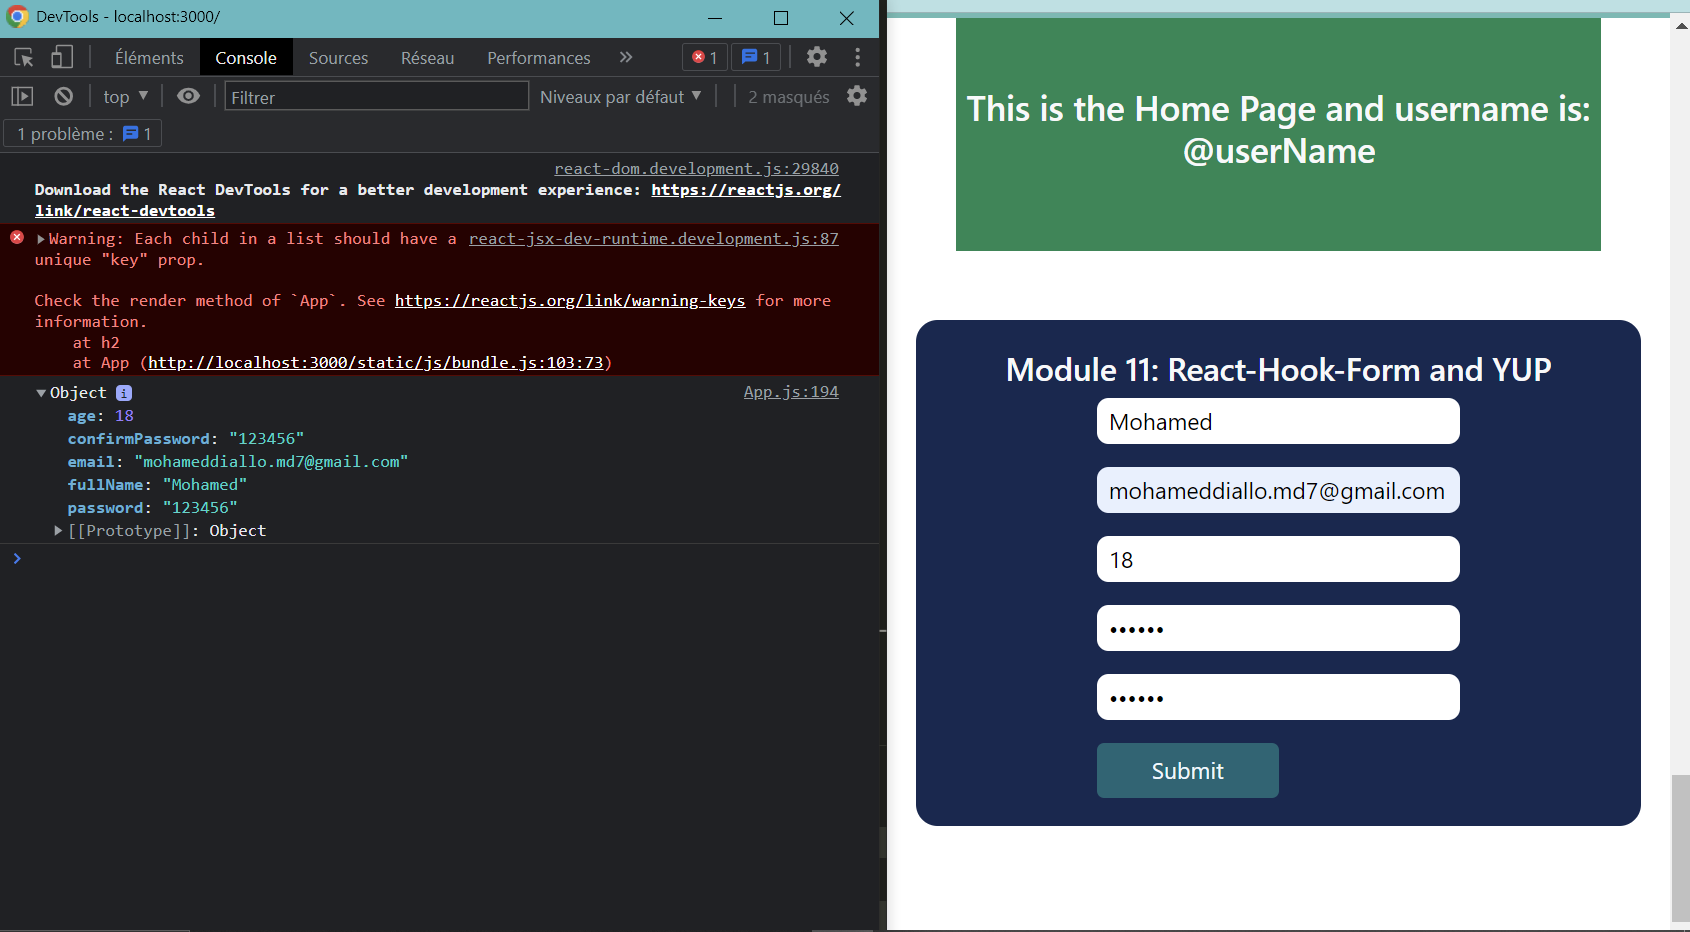 DevTools - localhost:3000/
Éléments Console Sources Réseau Performances » 1 1
top ▼ Filtrer Niveaux par défaut ▼ 2 masqués
1 problème : 1
react-dom.development.js:29840
Download the React DevTools for a better development experience: https://reactjs.org/
link/react-devtools
Warning: Each child in a list should have a react-jsx-dev-runtime.development.js:87
unique "key" prop.
Check the render method of `App`. See https://reactjs.org/link/warning-keys for more
information.
at h2
at App (http://localhost:3000/static/js/bundle.js:103:73)
Object i App.js:194
age: 18
confirmPassword: "123456"
email: "mohameddiallo.md7@gmail.com"
fullName: "Mohamed"
password: "123456"
[[Prototype]]: Object
This is the Home Page and username is:
@userName
Module 11: React-Hook-Form and YUP
Mohamed
mohameddiallo.md7@gmail.com
18
••••••
••••••
Submit